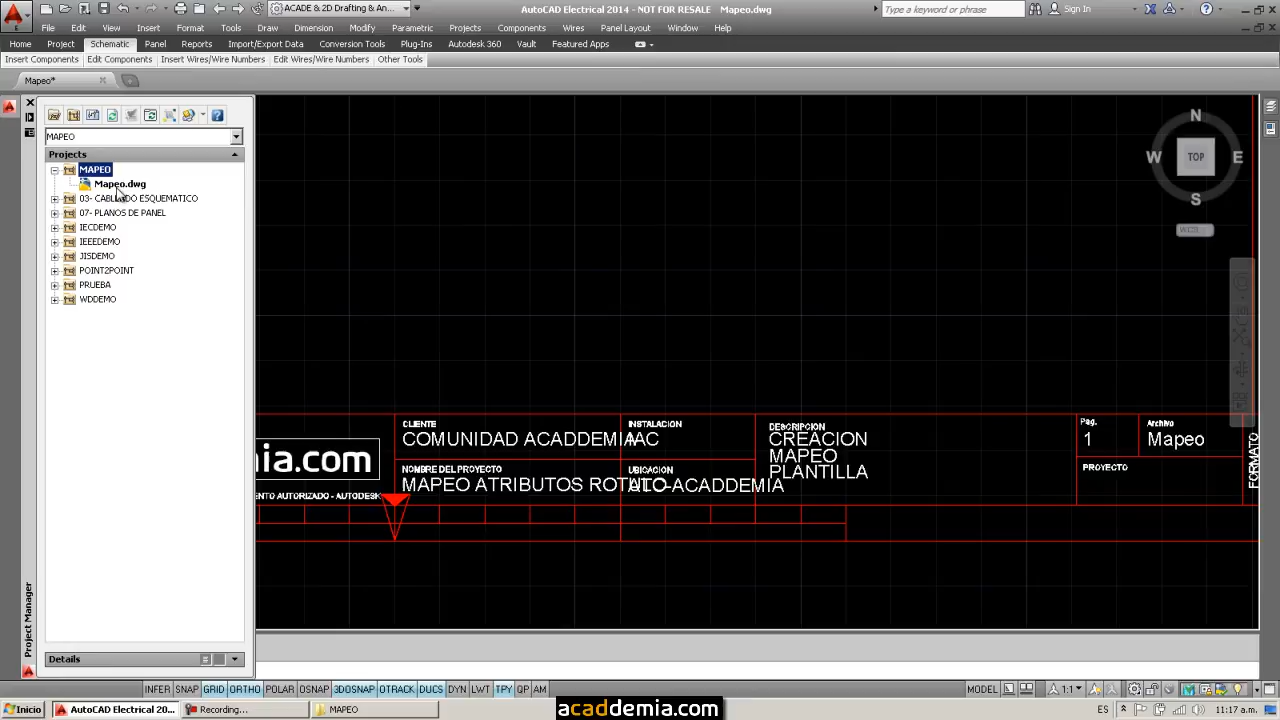 ACADE & 2D Drafting & An...
AutoCAD Electrical 2014 - NOT FOR RESALE Mapeo.dwg
Type a keyword or phrase
Sign In
File Edit View Insert Format Tools Draw Dimension Modify Parametric Projects Components Wires Panel Layout Window Help
Home Project Schematic Panel Reports Import/Export Data Conversion Tools Plug-Ins Autodesk 360 Vault Featured Apps
Insert Components Edit Components Insert Wires/Wire Numbers Edit Wires/Wire Numbers Other Tools
Mapeo*
MAPEO
Projects
MAPEO
Mapeo.dwg
03- CABLEADO ESQUEMATICO
07- PLANOS DE PANEL
IECDEMO
IEEEDEMO
JISDEMO
POINT2POINT
PRUEBA
WDDEMO
Project Manager
Details
N
W TOP E
S
WCS
CLIENTE
COMUNIDAD ACADDEMIA
INSTALACION
AAC
DESCRIPCION
CREACION
MAPEO
PLANTILLA
Pag.
1
Archivo
Mapeo
ia.com
NOMBRE DEL PROYECTO
MAPEO ATRIBUTOS ROTULO
UBICACION
ALC-ACADDEMIA
PROYECTO
FORMATO
ENTO AUTORIZADO - AUTODESK
INFER SNAP GRID ORTHO POLAR OSNAP 3DOSNAP OTRACK DUCS DYN LWT TPY QP AM
MODEL
1:1
Inicio
AutoCAD Electrical 20...
Recording...
MAPEO
acaddemia.com
ES
11:17 a.m.